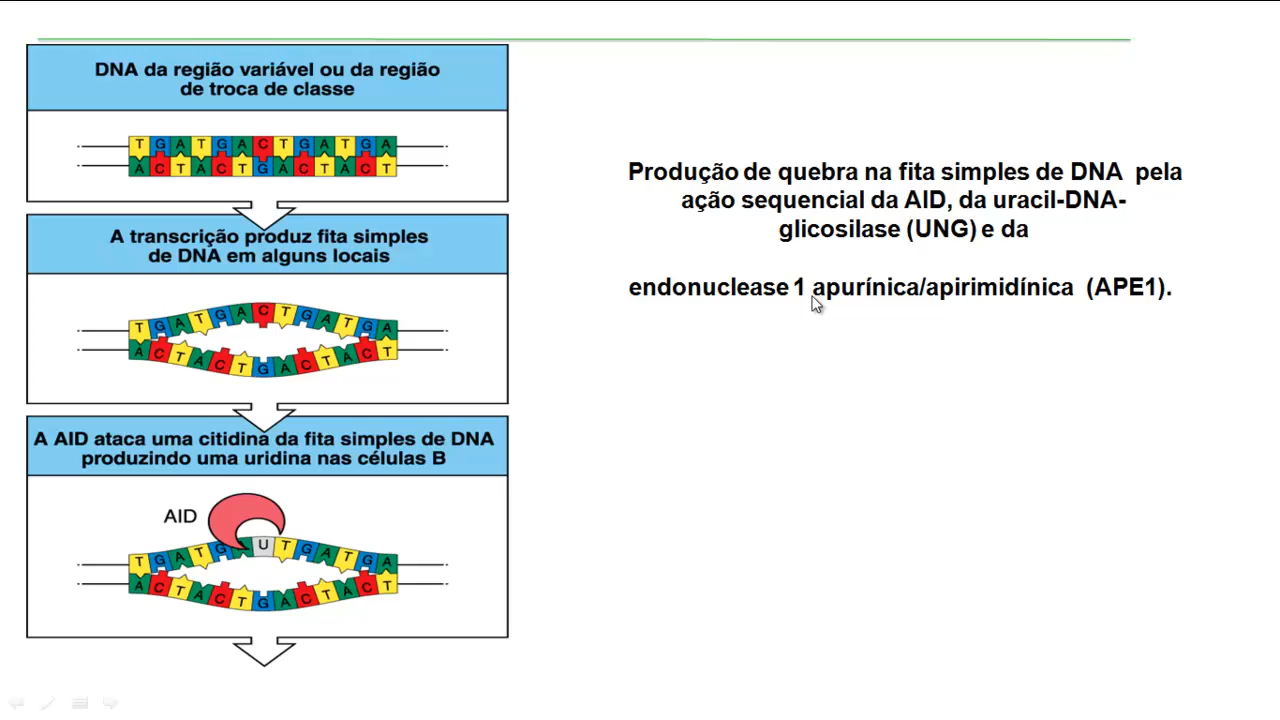 DNA da região variável ou da região
de troca de classe
T G A T G A C T G A T G A
A C T A C T G A C T A C T
A transcrição produz fita simples
de DNA em alguns locais
T G A T G A C T G A T G A
A C T A C T G A C T A C T
A AID ataca uma citidina da fita simples de DNA
produzindo uma uridina nas células B
AID
T G A T G A U T G A T G A
A C T A C T G A C T A C T
Produção de quebra na fita simples de DNA pela
ação sequencial da AID, da uracil-DNA-
glicosilase (UNG) e da
endonuclease 1 apurínica/apirimidínica (APE1).